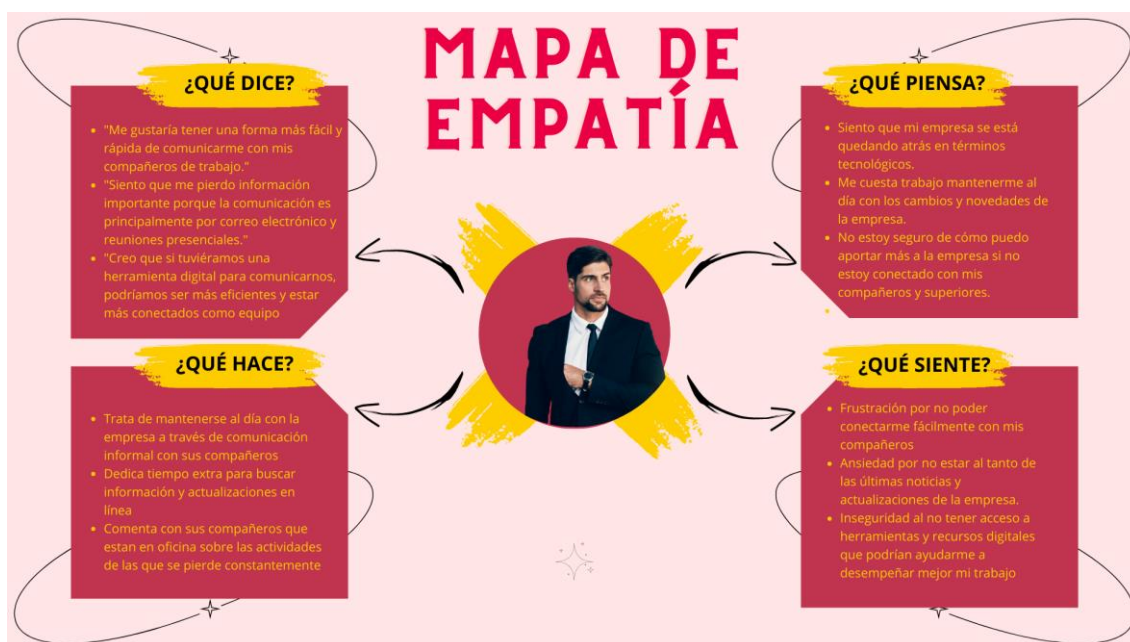 MAPA DE
EMPATÍA
¿QUÉ DICE?
• "Me gustaría tener una forma más fácil y
rápida de comunicarme con mis
compañeros de trabajo."
• "Siento que me pierdo información
importante porque la comunicación es
principalmente por correo electrónico y
reuniones presenciales."
• "Creo que si tuviéramos una
herramienta digital para comunicarnos,
podríamos ser más eficientes y estar
más conectados como equipo
¿QUÉ PIENSA?
• Siento que mi empresa se está
quedando atrás en términos
tecnológicos.
• Me cuesta trabajo mantenerme al
día con los cambios y novedades de
la empresa.
• No estoy seguro de cómo puedo
aportar más a la empresa si no
estoy conectado con mis
compañeros y superiores.
•
¿QUÉ HACE?
• Trata de mantenerse al día con la
empresa a través de comunicación
informal con sus compañeros
• Dedica tiempo extra para buscar
información y actualizaciones en
línea
• Comenta con sus compañeros que
estan en oficina sobre las actividades
de las que se pierde constantemente
¿QUÉ SIENTE?
• Frustración por no poder
conectarme fácilmente con mis
compañeros
• Ansiedad por no estar al tanto de
las últimas noticias y
actualizaciones de la empresa.
• Inseguridad al no tener acceso a
herramientas y recursos digitales
que podrían ayudarme a
desempeñar mejor mi trabajo